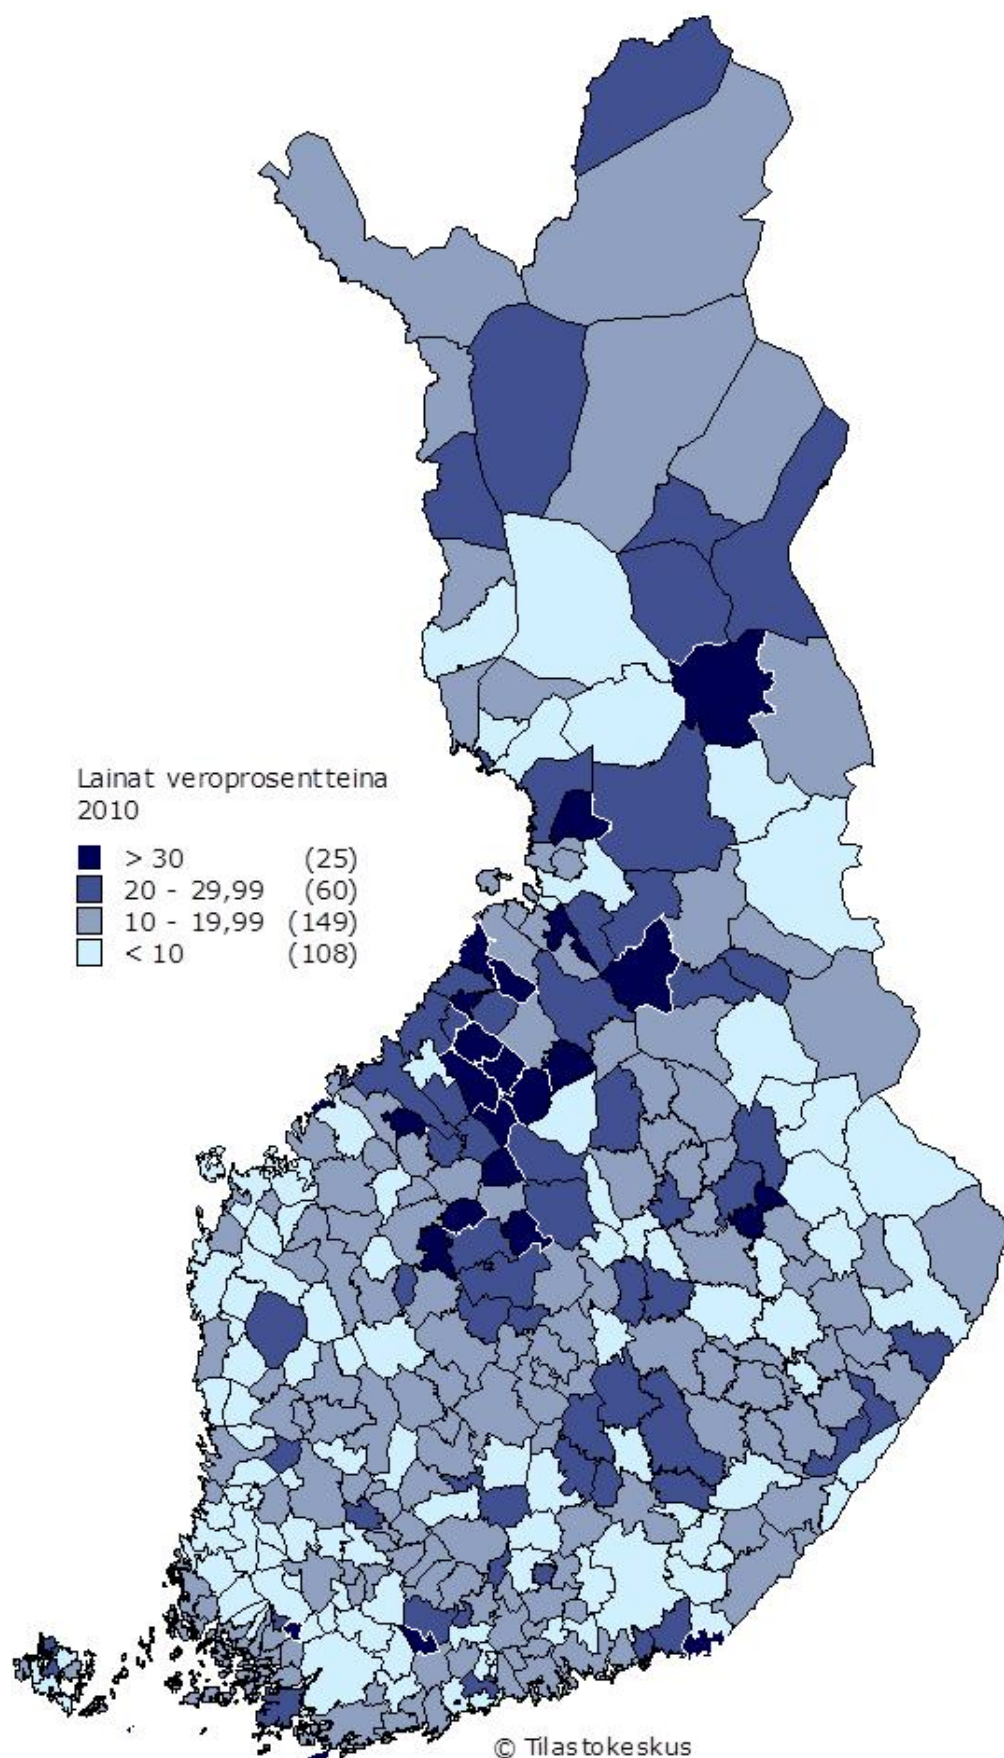 Lainat veroprosentteina
2010
> 30 (25)
20 - 29,99 (60)
10 - 19,99 (149)
< 10 (108)
© Tilastokeskus